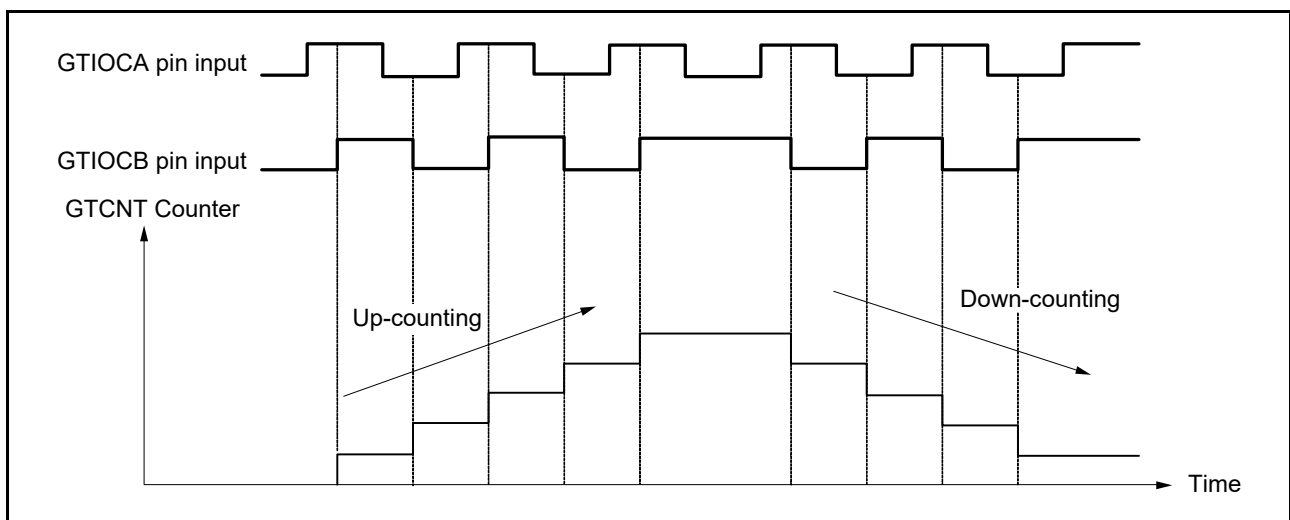 GTIOCA pin input
GTIOCB pin input
GTCNT Counter
Up-counting
Down-counting
Time